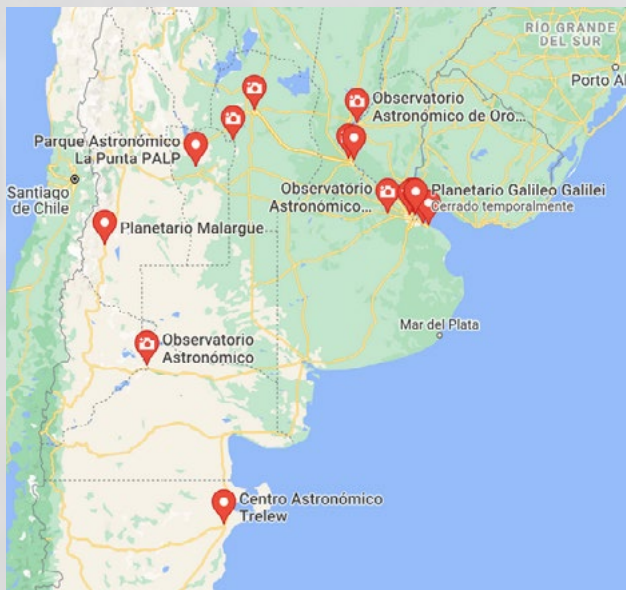 RÍO GRANDE
DEL SUR
Porto Al
Observatorio
Astronómico de Oro...
Parque Astronómico
La Punta PALP
Santiago
de Chile
Observatorio
Astronómico...
Planetario Galileo Galilei
Cerrado temporalmente
Planetario Malargue
Mar del Plata
Observatorio
Astronómico
Centro Astronómico
Trelew